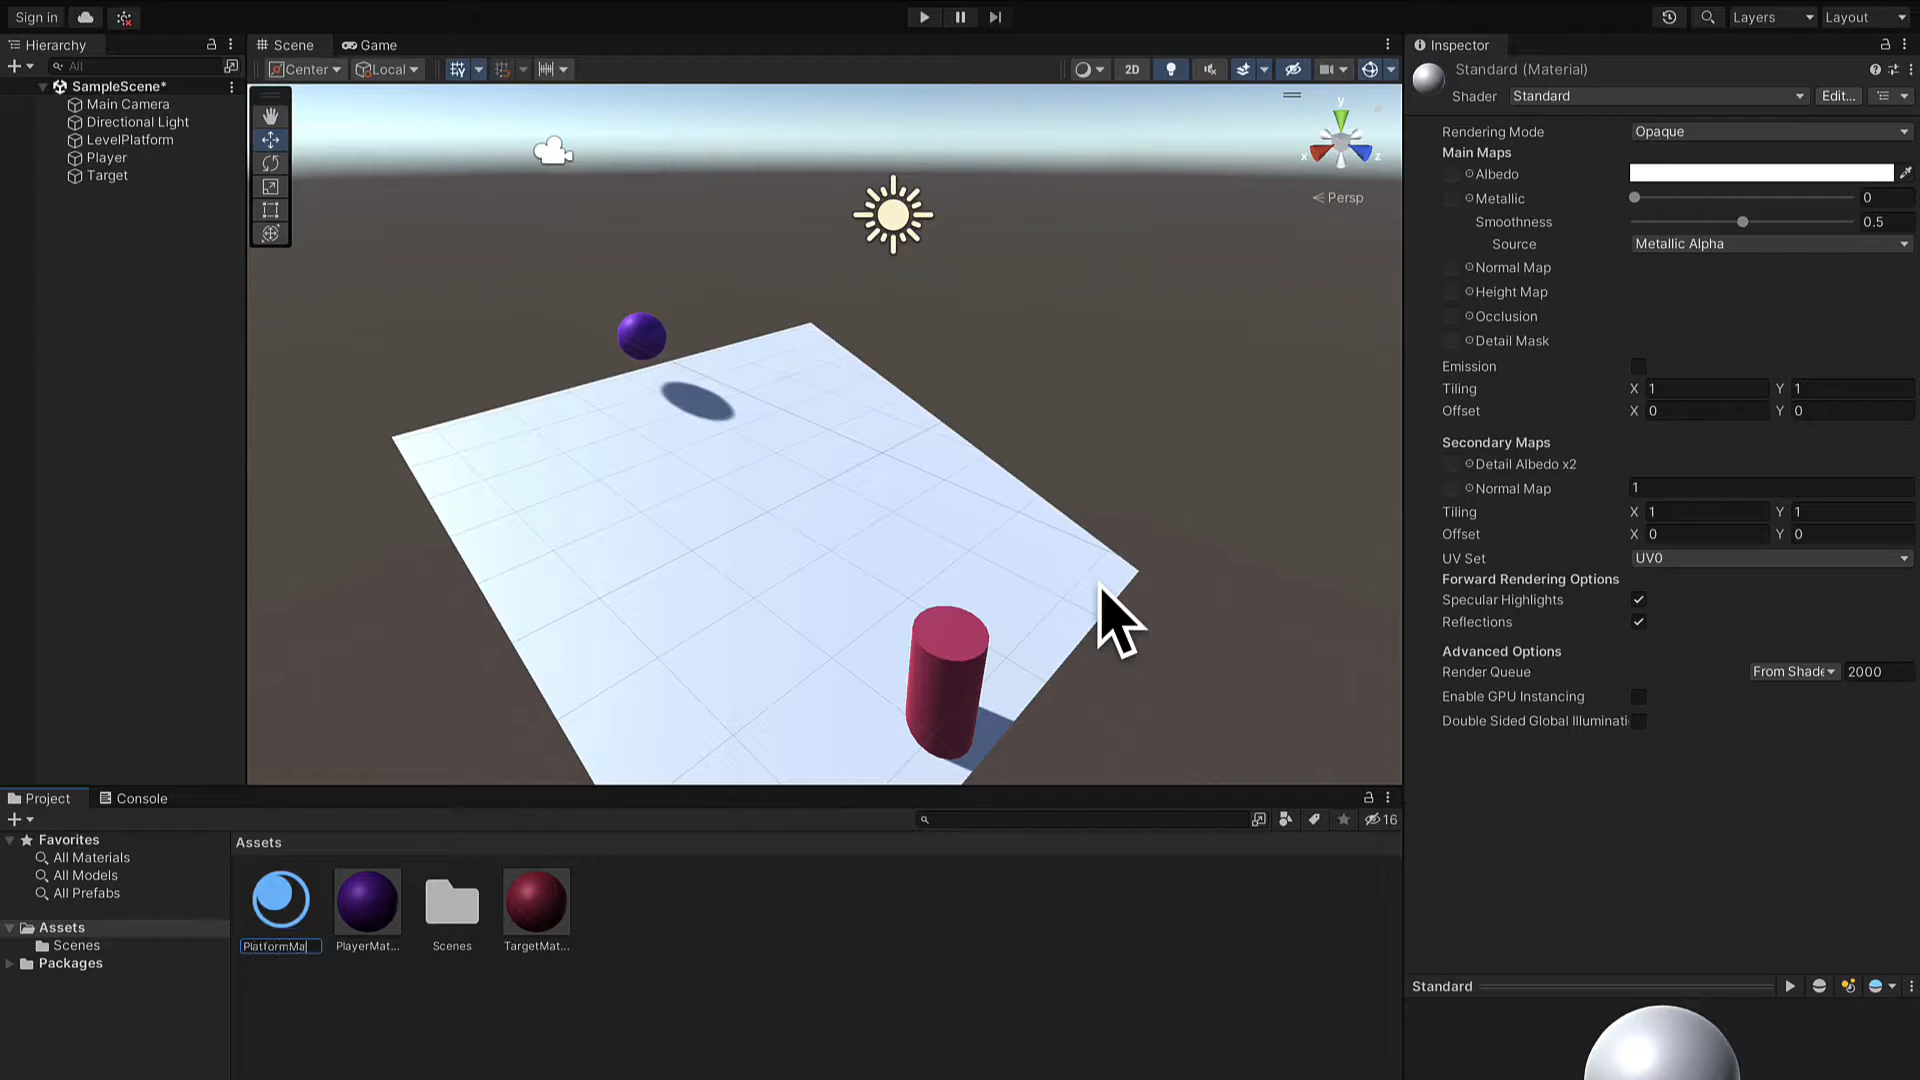 Sign in
Layers
Layout
Hierarchy
All
SampleScene*
Main Camera
Directional Light
LevelPlatform
Player
Target
Scene
Game
Center
Local
2D
y
x
z
Persp
Inspector
Standard (Material)
Shader
Standard
Edit...
Rendering Mode
Opaque
Main Maps
Albedo
Metallic
0
Smoothness
0.5
Source
Metallic Alpha
Normal Map
Height Map
Occlusion
Detail Mask
Emission
Tiling X 1 Y 1
Offset X 0 Y 0
Secondary Maps
Detail Albedo x2
Normal Map 1
Tiling X 1 Y 1
Offset X 0 Y 0
UV Set
UV0
Forward Rendering Options
Specular Highlights
Reflections
Advanced Options
Render Queue
From Shade
2000
Enable GPU Instancing
Double Sided Global Illuminati
Project
Console
16
Favorites
All Materials
All Models
All Prefabs
Assets
Scenes
Packages
Assets
PlatformMa
PlayerMat...
Scenes
TargetMat...
Standard